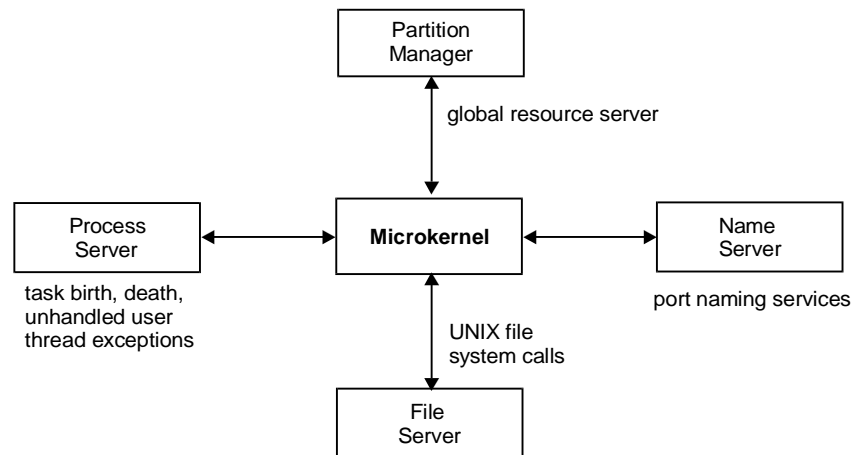 Partition
Manager
global resource server
Process
Server
Microkernel
Name
Server
task birth, death,
unhandled user
thread exceptions
port naming services
UNIX file
system calls
File
Server